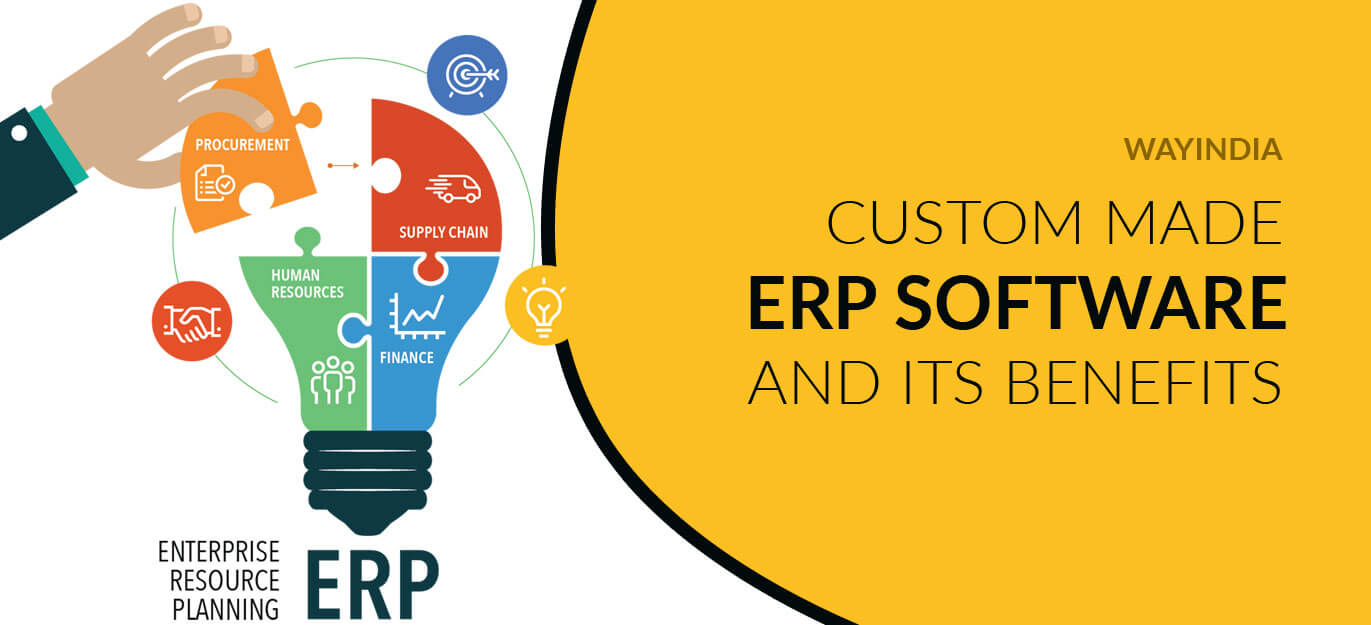 PROCUREMENT
SUPPLY CHAIN
HUMAN
RESOURCES
FINANCE
ENTERPRISE
RESOURCE
PLANNING
ERP
WAYINDIA
CUSTOM MADE
ERP SOFTWARE
AND ITS BENEFITS